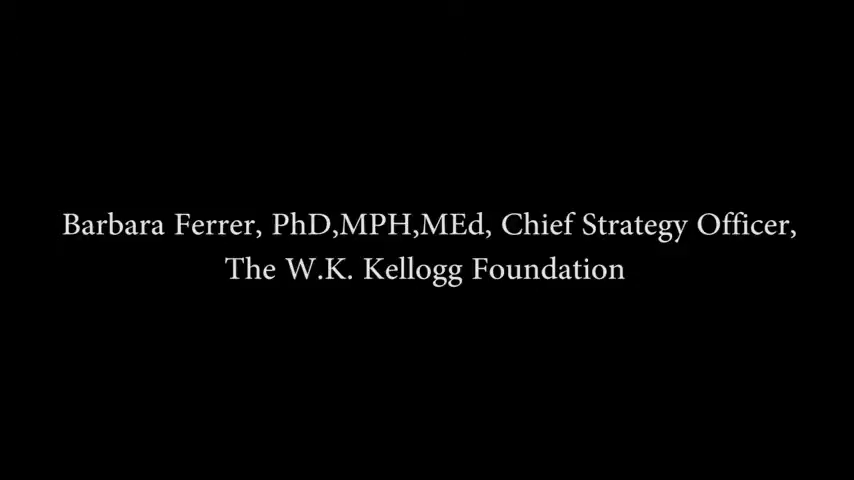 Barbara Ferrer, PhD,MPH,MEd, Chief Strategy Officer,
The W.K. Kellogg Foundation